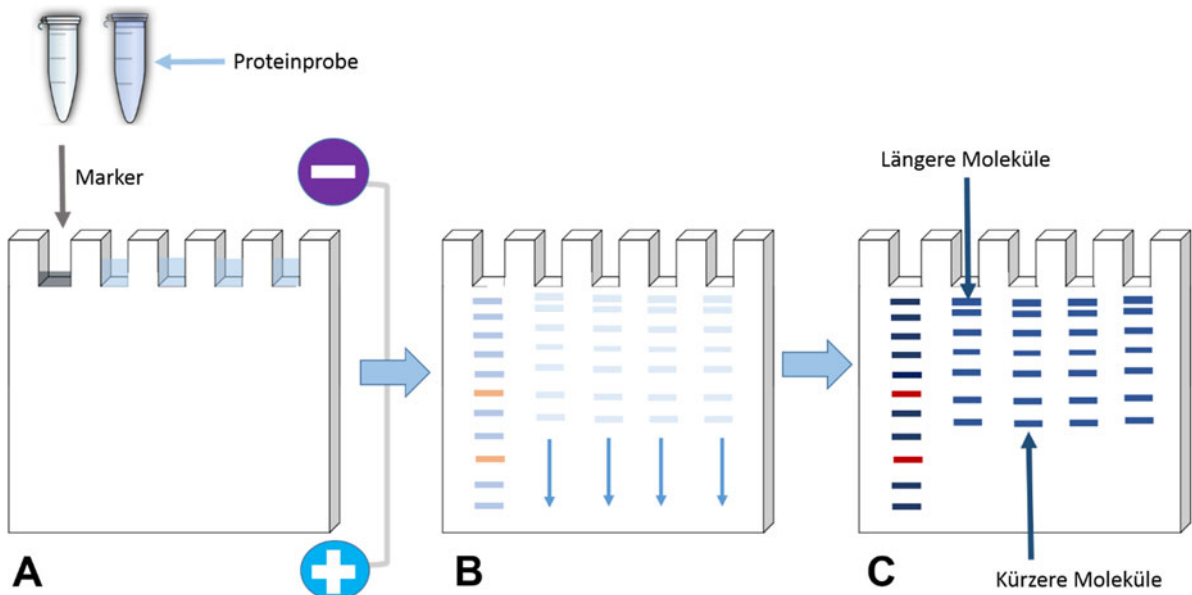 Proteinprobe
Marker
Längere Moleküle
A
B
C
Kürzere Moleküle